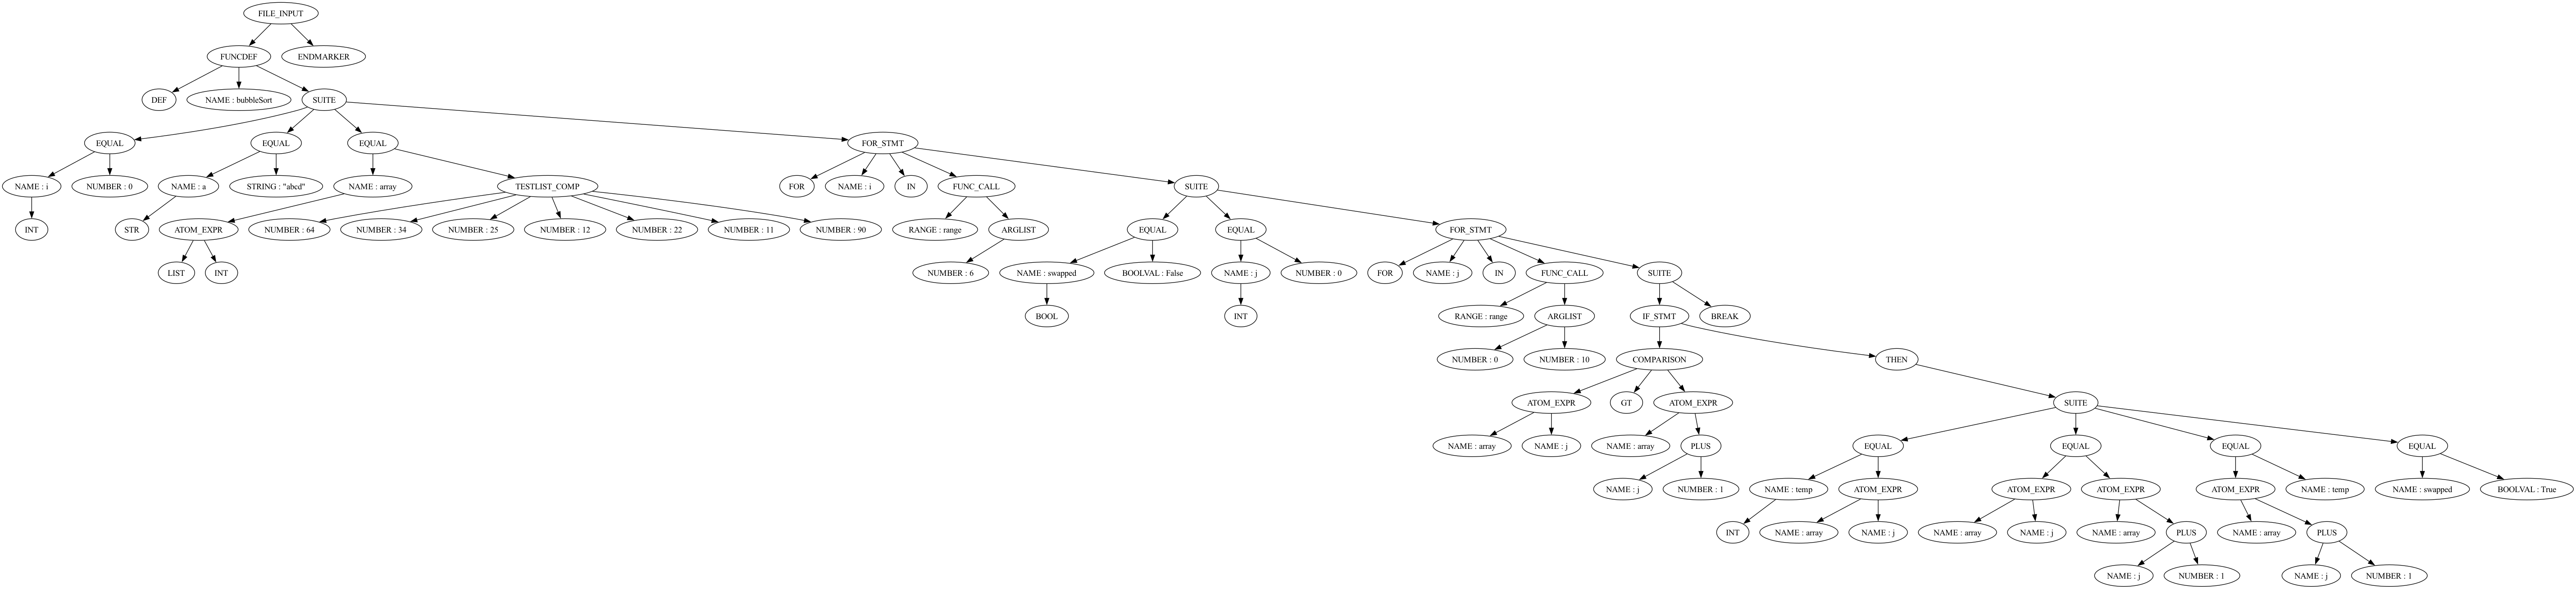 FILE_INPUT
FUNCDEF
ENDMARKER
DEF
NAME : bubbleSort
SUITE
EQUAL
EQUAL
EQUAL
FOR_STMT
NAME : i
NUMBER : 0
NAME : a
STRING : "abcd"
NAME : array
TESTLIST_COMP
FOR
NAME : i
IN
FUNC_CALL
SUITE
INT
STR
ATOM_EXPR
NUMBER : 64
NUMBER : 34
NUMBER : 25
NUMBER : 12
NUMBER : 22
NUMBER : 11
NUMBER : 90
RANGE : range
ARGLIST
EQUAL
EQUAL
FOR_STMT
LIST
INT
NUMBER : 6
NAME : swapped
BOOLVAL : False
NAME : j
NUMBER : 0
FOR
NAME : j
IN
FUNC_CALL
SUITE
BOOL
INT
RANGE : range
ARGLIST
IF_STMT
BREAK
NUMBER : 0
NUMBER : 10
COMPARISON
THEN
ATOM_EXPR
GT
ATOM_EXPR
SUITE
NAME : array
NAME : j
NAME : array
PLUS
EQUAL
EQUAL
EQUAL
EQUAL
NAME : j
NUMBER : 1
NAME : temp
ATOM_EXPR
ATOM_EXPR
ATOM_EXPR
ATOM_EXPR
NAME : temp
NAME : swapped
BOOLVAL : True
INT
NAME : array
NAME : j
NAME : array
NAME : j
NAME : array
PLUS
NAME : array
PLUS
NAME : j
NUMBER : 1
NAME : j
NUMBER : 1